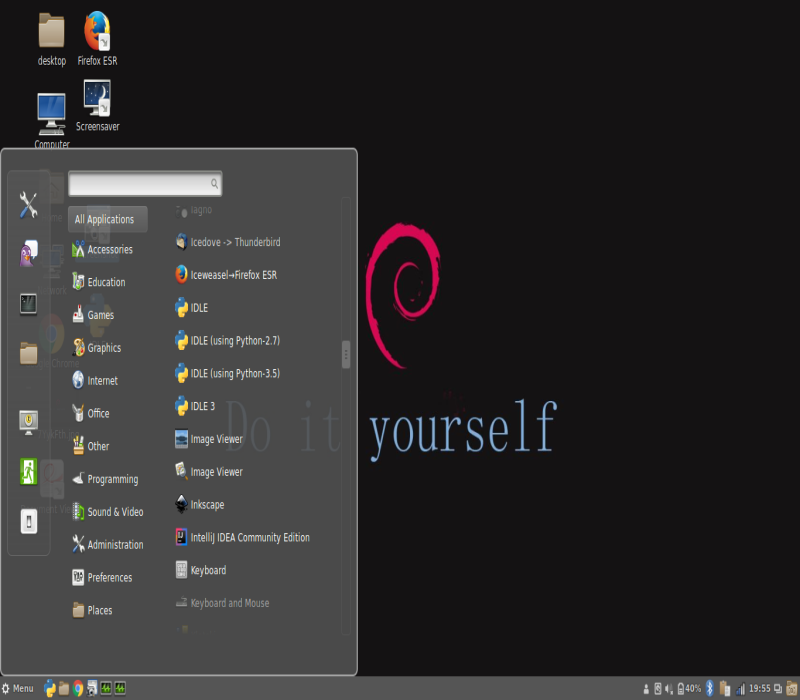 desktop
Firefox ESR
Computer
Screensaver
All Applications
Accessories
Education
Games
Graphics
Internet
Office
Other
Programming
Sound & Video
Administration
Preferences
Places
iagno
Icedove -> Thunderbird
Iceweasel→Firefox ESR
IDLE
IDLE (using Python-2.7)
IDLE (using Python-3.5)
IDLE 3
Image Viewer
Image Viewer
Inkscape
IntelliJ IDEA Community Edition
Keyboard
Keyboard and Mouse
Do it yourself
Menu
40%
19:55